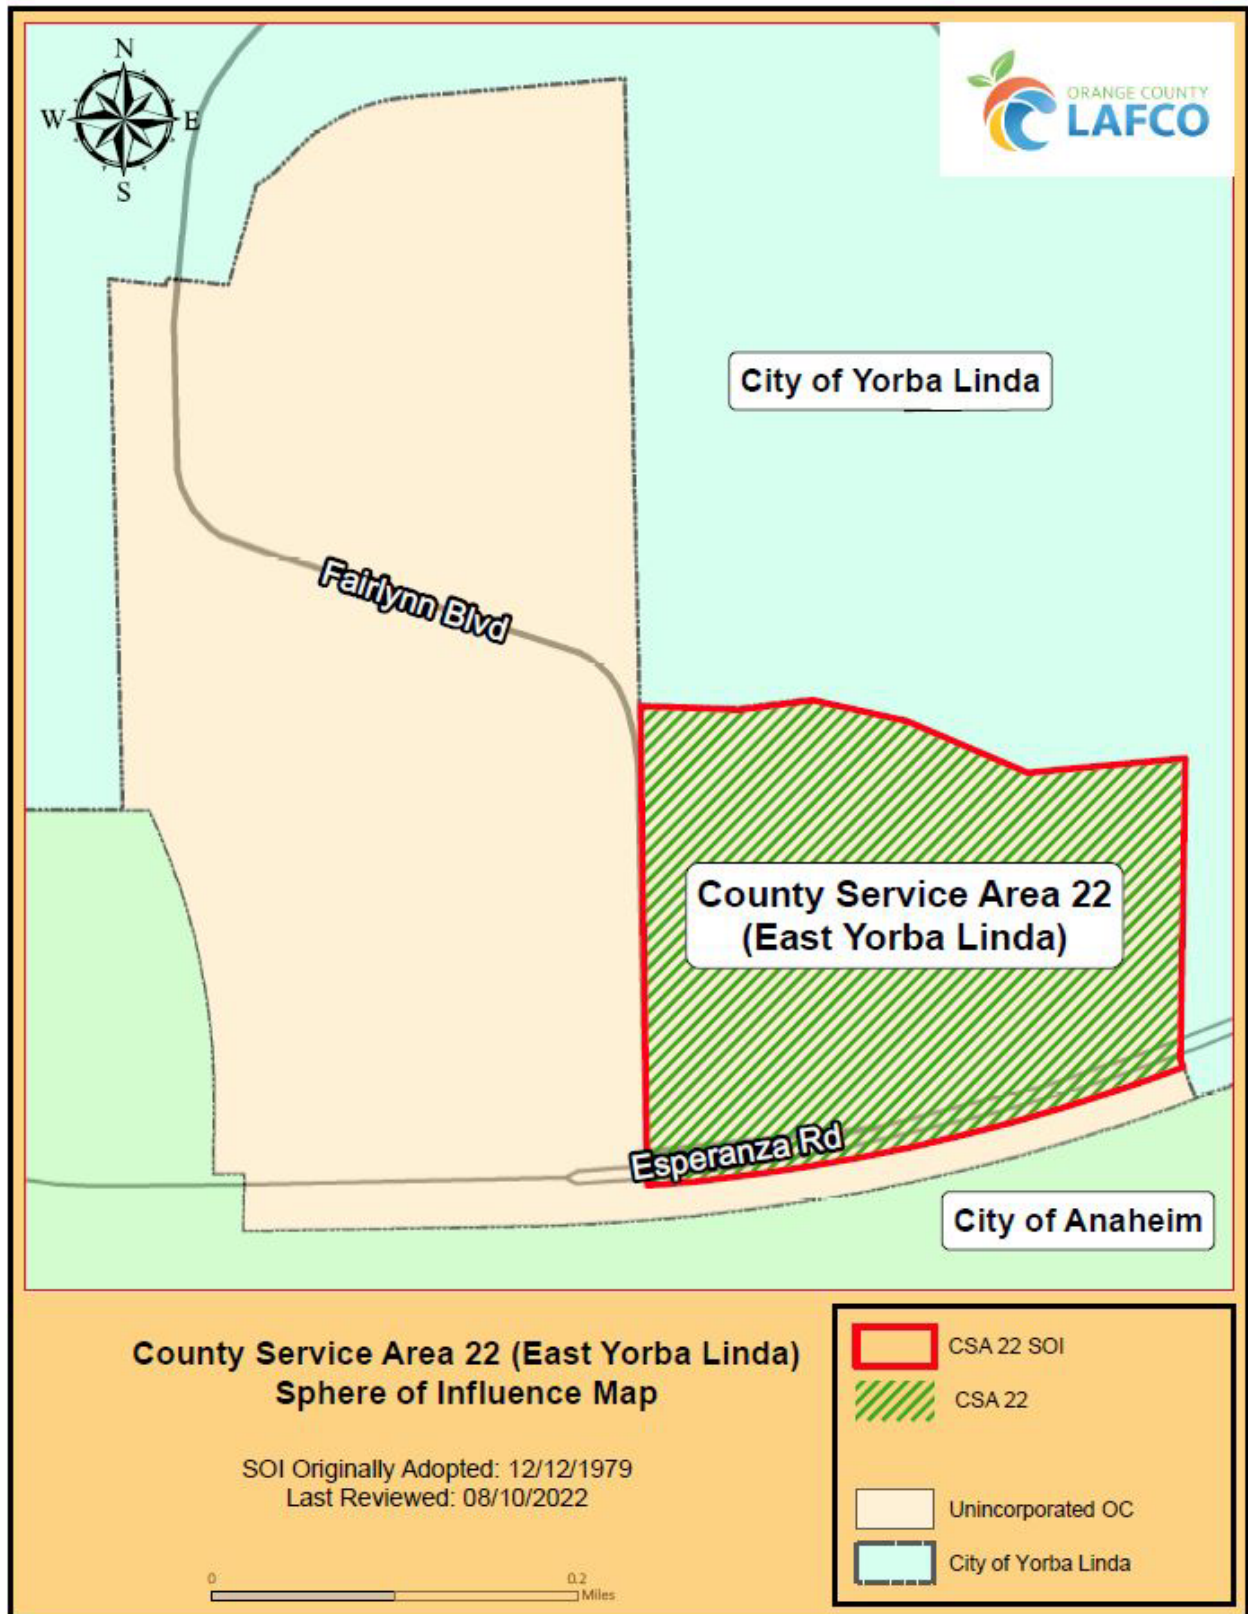 N
W
E
S
ORANGE COUNTY
LAFCO
City of Yorba Linda
Fairlynn Blvd
County Service Area 22
(East Yorba Linda)
Esperanza Rd
City of Anaheim
County Service Area 22 (East Yorba Linda)
Sphere of Influence Map
SOI Originally Adopted: 12/12/1979
Last Reviewed: 08/10/2022
0
0.2
Miles
CSA 22 SOI
CSA 22
Unincorporated OC
City of Yorba Linda